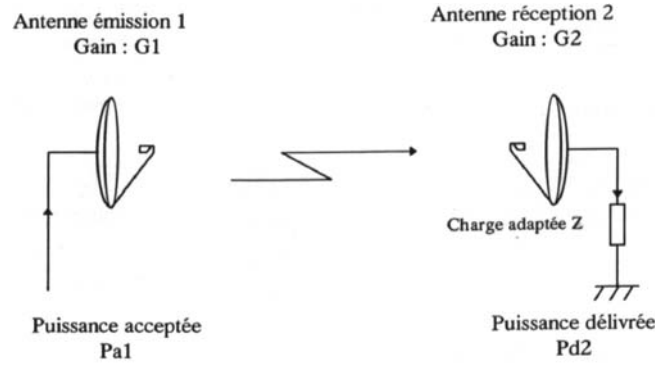 Antenne émission 1
Gain : G1
Antenne réception 2
Gain : G2
Charge adaptée Z
Puissance acceptée
Pa1
Puissance délivrée
Pd2